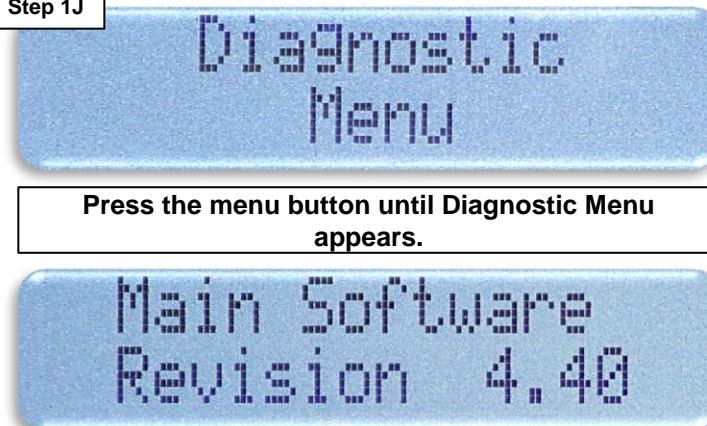 Step 1J
Diagnostic
Menu
Press the menu button until Diagnostic Menu
appears.
Main Software
Revision 4.40